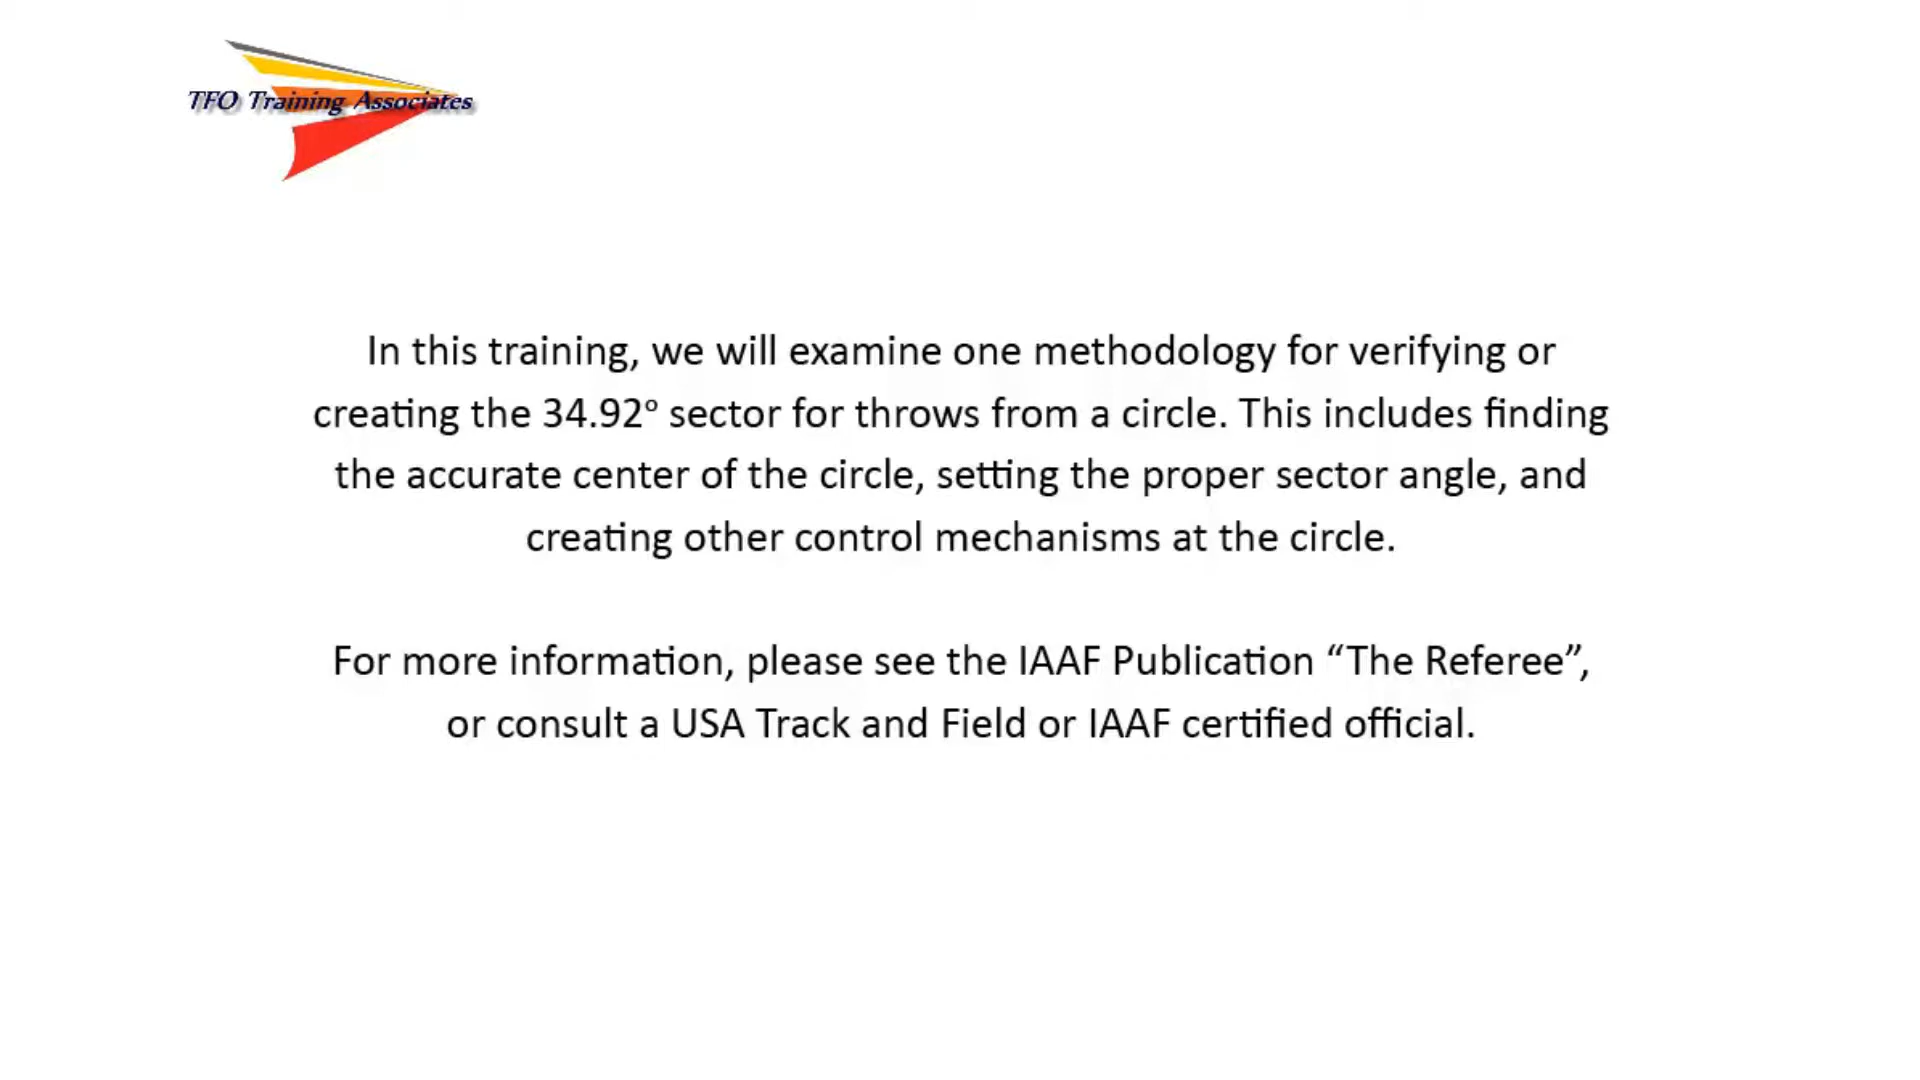 TFO Training Associates
In this training, we will examine one methodology for verifying or
creating the 34.92º sector for throws from a circle. This includes finding
the accurate center of the circle, setting the proper sector angle, and
creating other control mechanisms at the circle.
For more information, please see the IAAF Publication “The Referee”,
or consult a USA Track and Field or IAAF certified official.